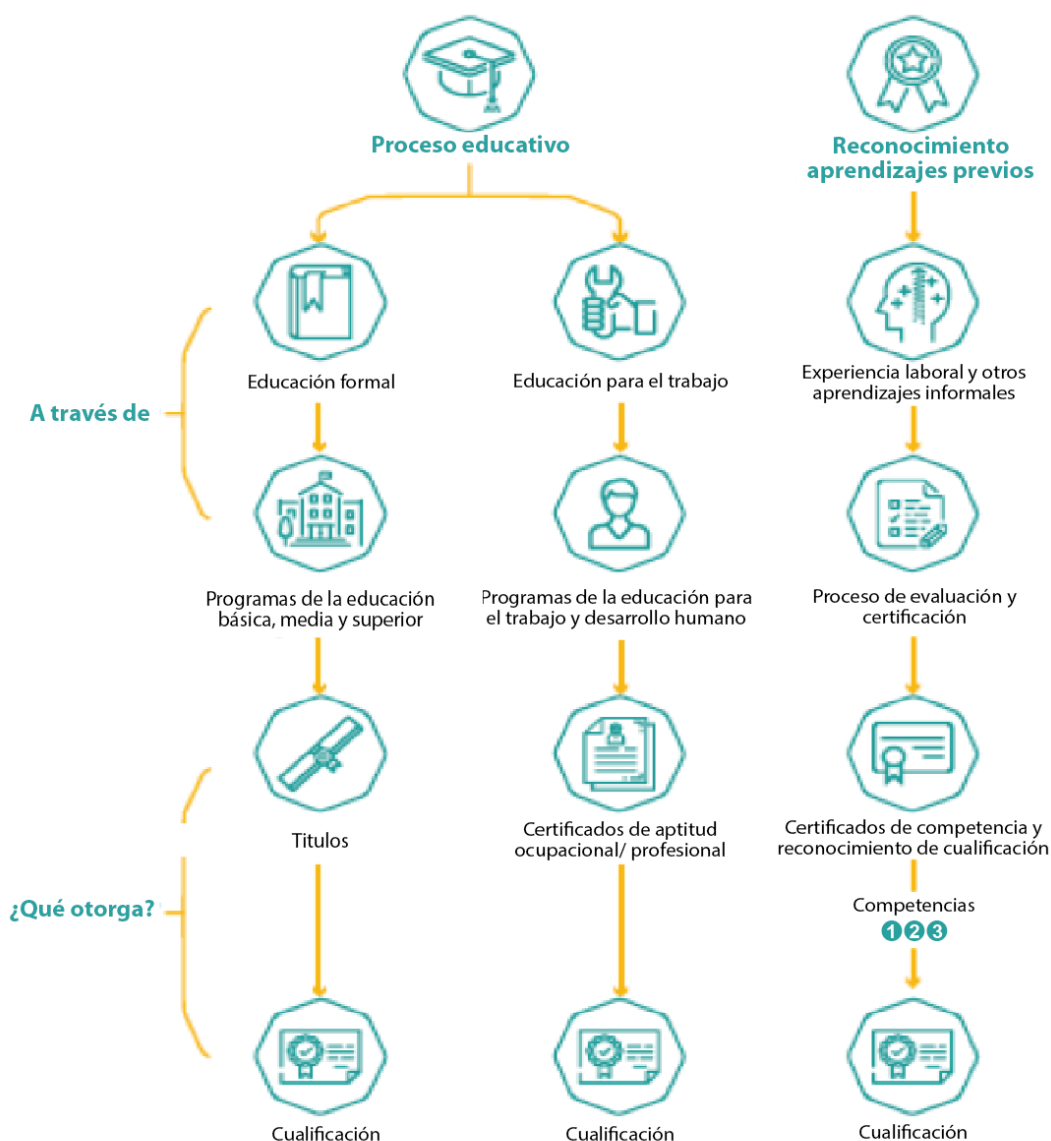 Proceso educativo
Reconocimiento
aprendizajes previos
A través de
Educación formal
Educación para el trabajo
Experiencia laboral y otros
aprendizajes informales
Programas de la educación
básica, media y superior
Programas de la educación para
el trabajo y desarrollo humano
Proceso de evaluación y
certificación
¿Qué otorga?
Titulos
Certificados de aptitud
ocupacional/ profesional
Certificados de competencia y
reconocimiento de cualificación
Competencias
1 2 3
Cualificación
Cualificación
Cualificación